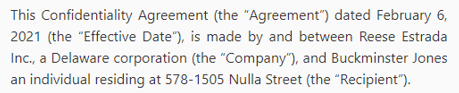 This Confidentiality Agreement (the “Agreement”) dated February 6,
2021 (the “Effective Date”), is made by and between Reese Estrada
Inc., a Delaware corporation (the “Company”), and Buckminster Jones
an individual residing at 578-1505 Nulla Street (the “Recipient”).